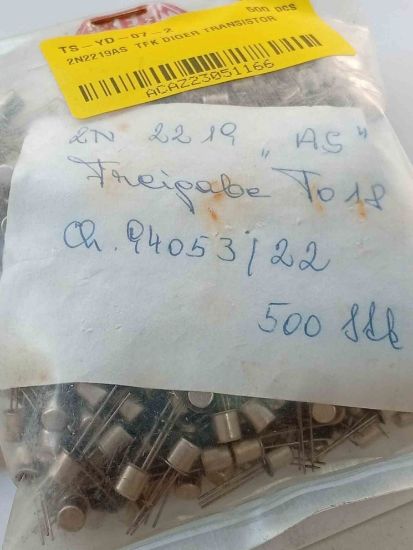 TS-YD-07-2 500 PCS
2N2219AS TFK DIGER TRANSISTOR
ACAZZ3051166
2N 2219 „AS"
Freigabe To 18
Ch. 94053/22
500 Stk